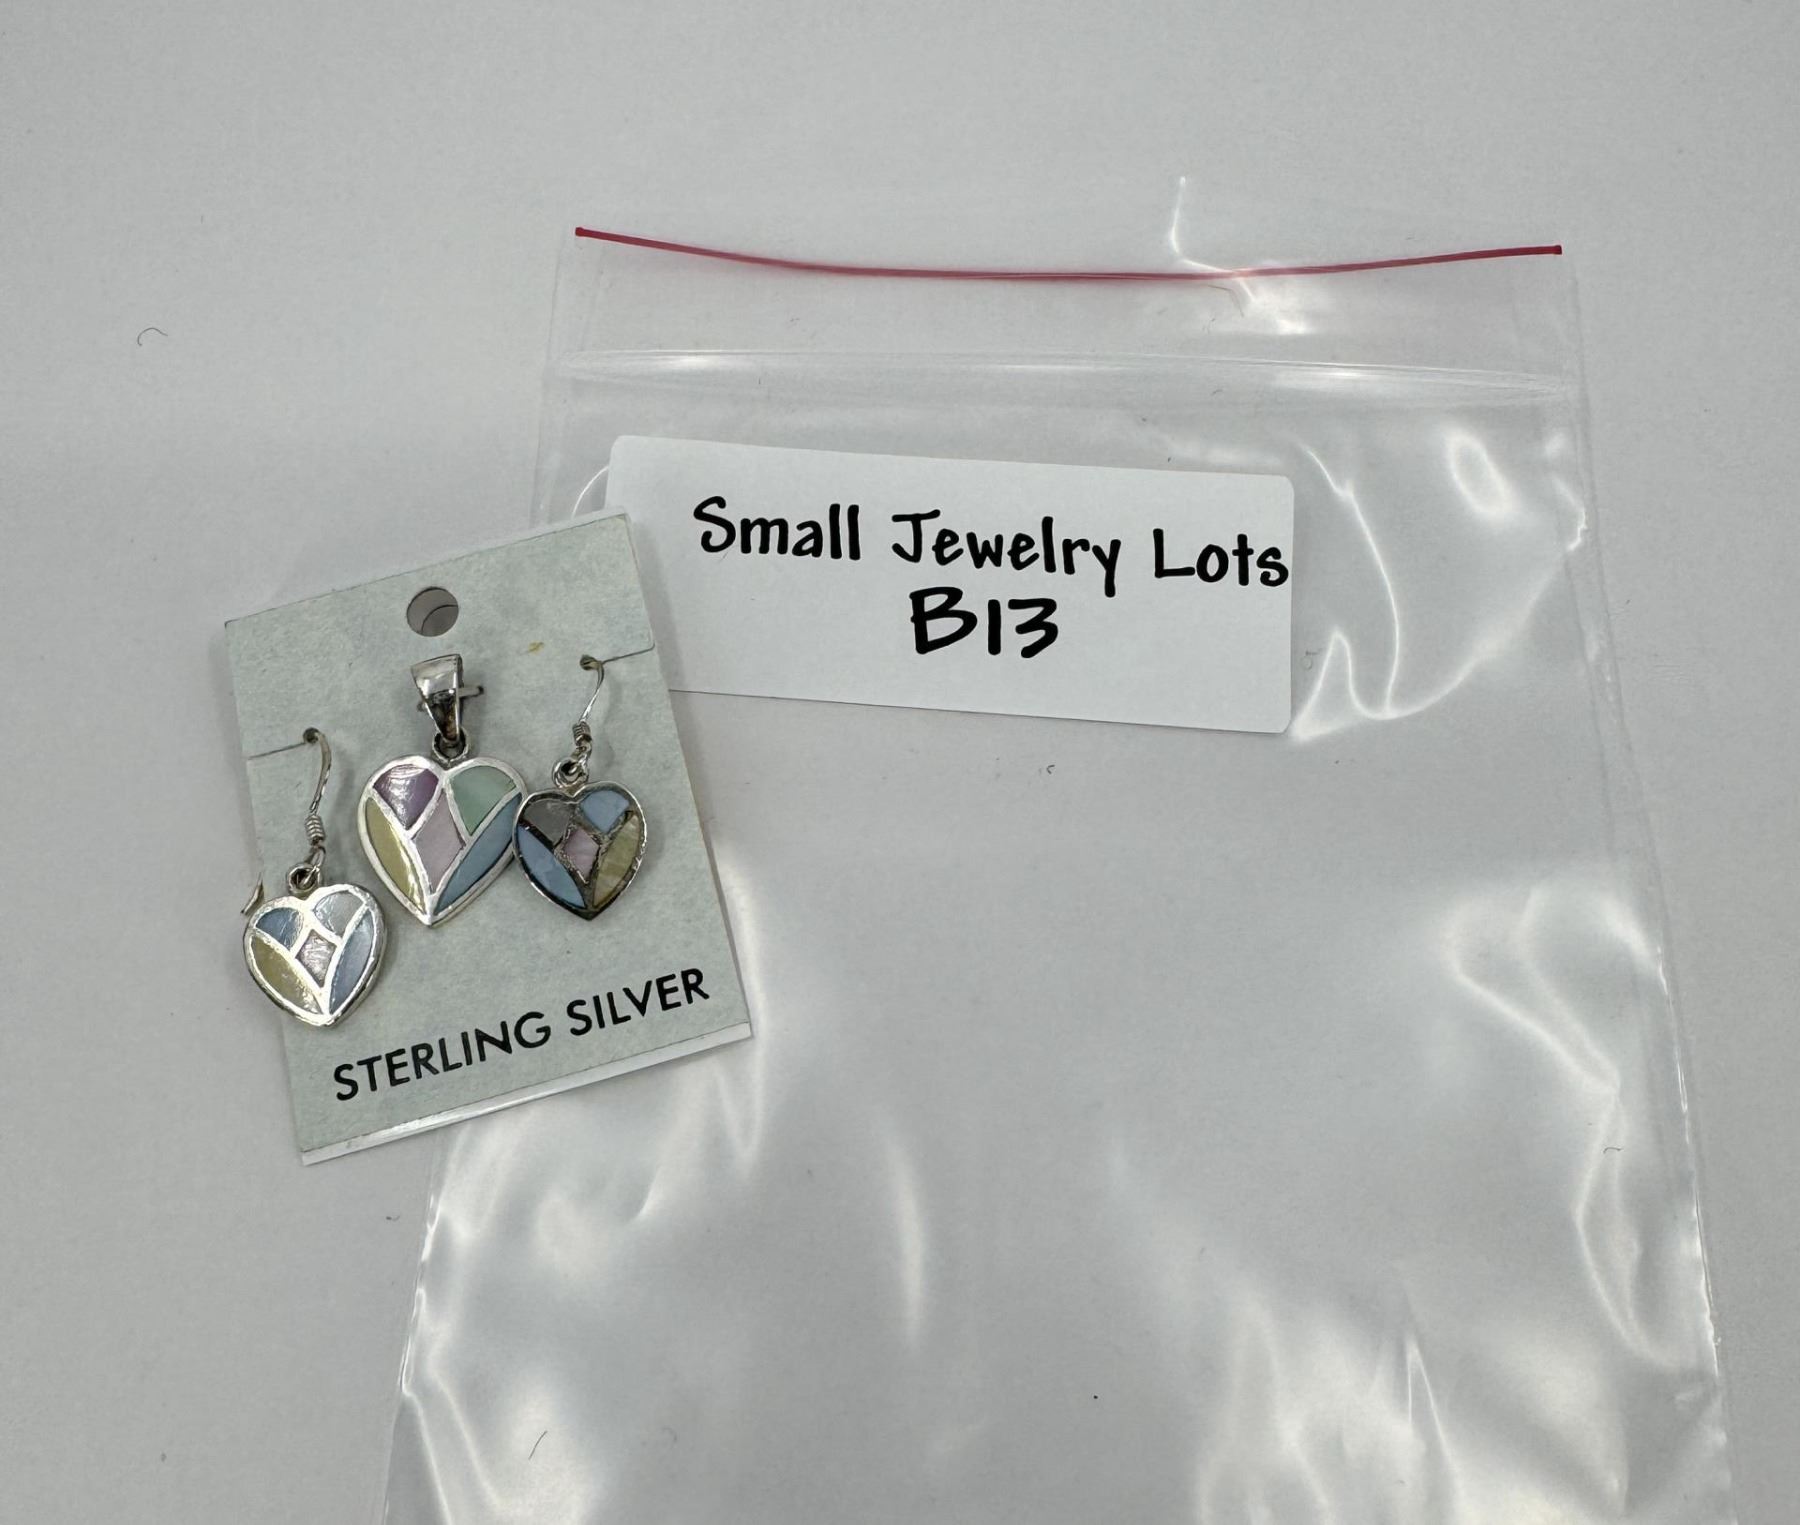 Small Jewelry Lots
B13
STERLING SILVER